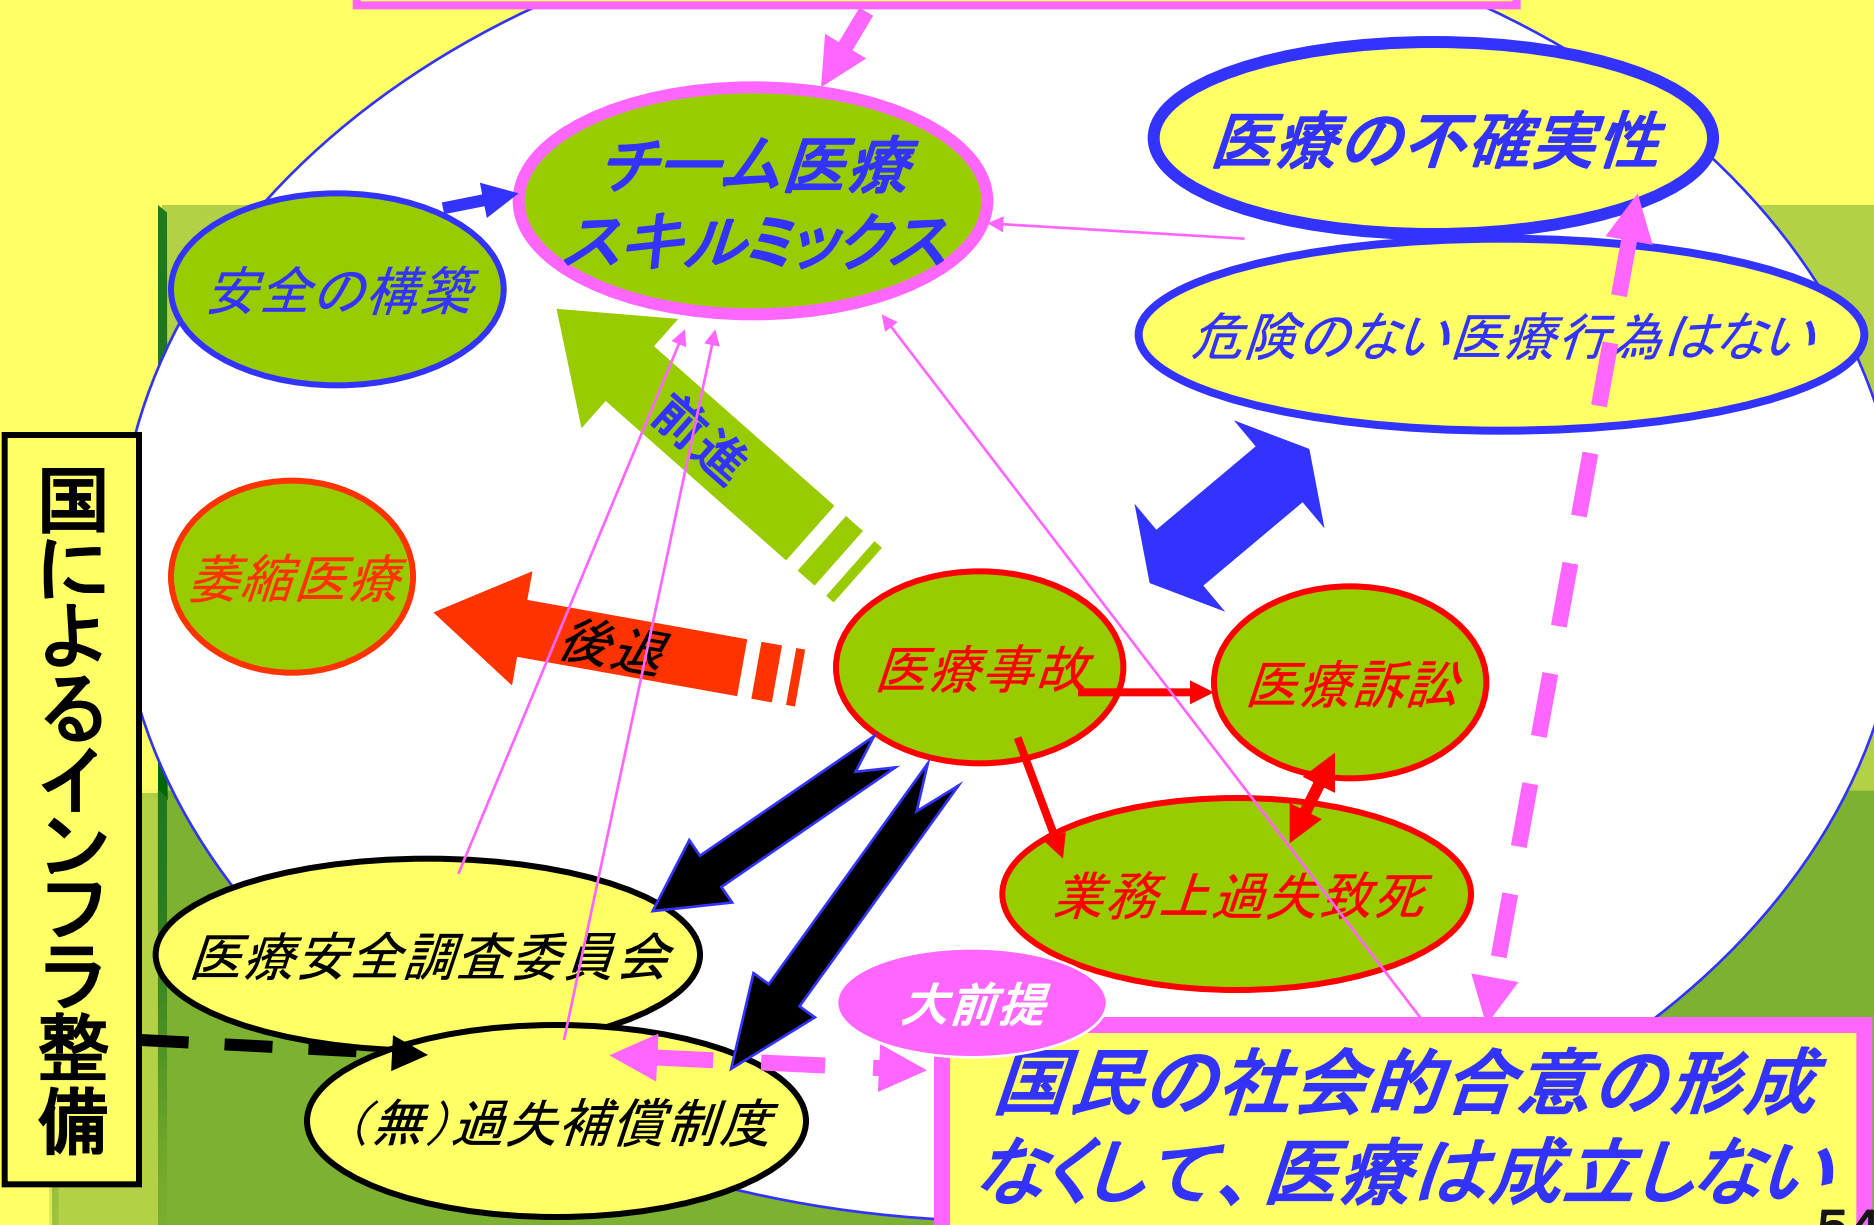 医療の不確実性
チーム医療
スキルミックス
安全の構築
危険のない医療行為はない
前進
国によるインフラ整備
萎縮医療
後退
医療事故
医療訴訟
業務上過失致死
医療安全調査委員会
大前提
国民の社会的合意の形成
なくして、医療は成立しない
（無）過失補償制度